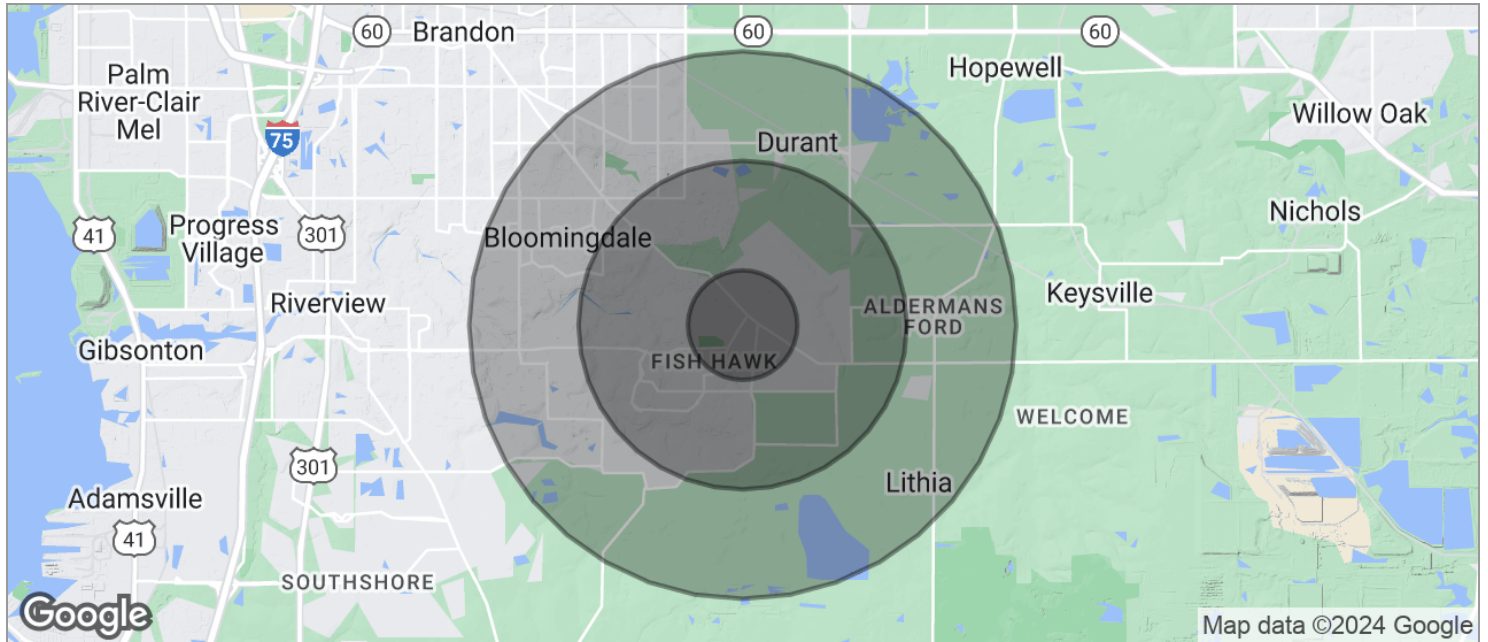 60
Brandon
60
60
Hopewell
Palm
River-Clair
Mel
Willow Oak
75
Durant
Nichols
41
Progress
Village
301
Bloomingdale
Keysville
Riverview
ALDERMANS
FORD
Gibsonton
FISH HAWK
WELCOME
301
Lithia
Adamsville
41
SOUTHSHORE
Google
Map data ©2024 Google